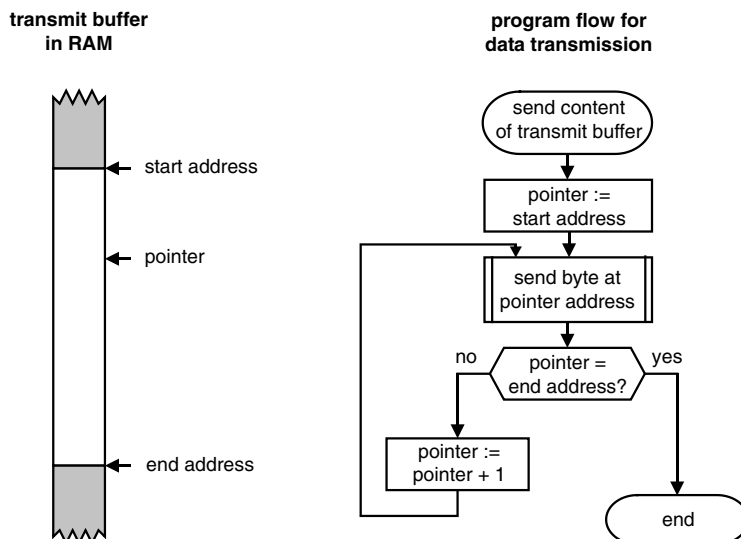 transmit buffer
in RAM
start address
pointer
end address
program flow for
data transmission
send content
of transmit buffer
pointer :=
start address
send byte at
pointer address
no
pointer =
end address?
yes
pointer :=
pointer + 1
end